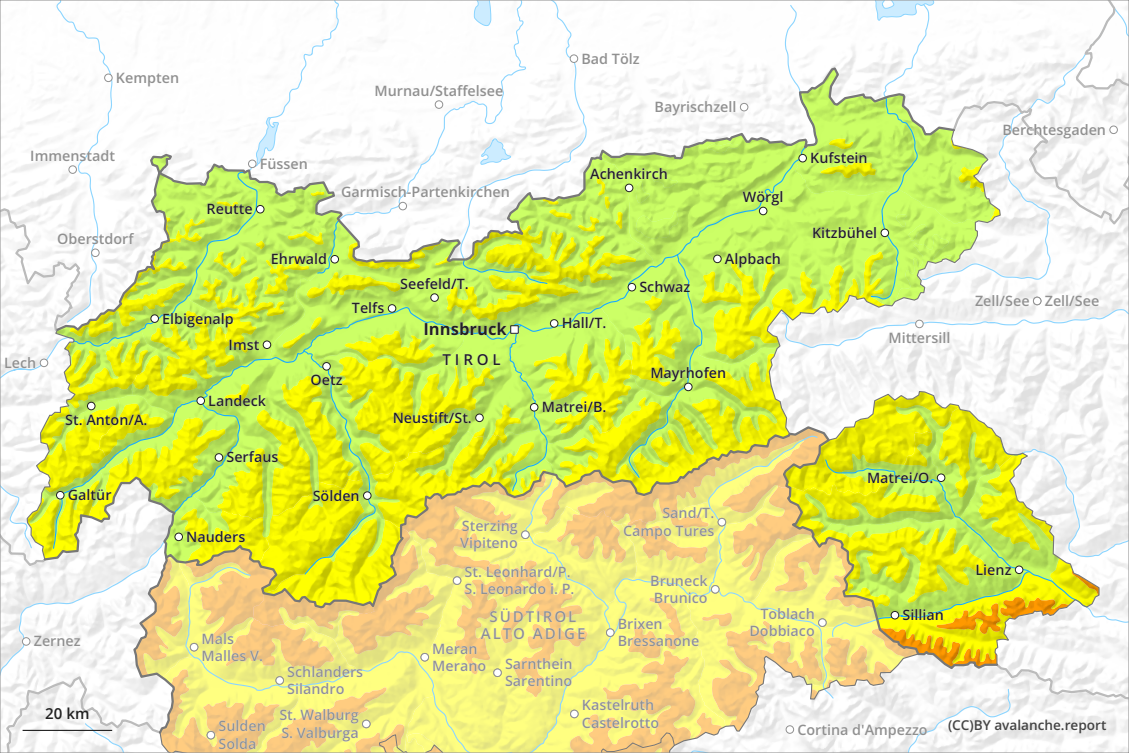 Bad Tölz
Kempten
Murnau/Staffelsee
Bayrischzell
Berchtesgaden
Immenstadt
Füssen
Kufstein
Achenkirch
Garmisch-Partenkirchen
Wörgl
Reutte
Kitzbühel
Oberstdorf
Ehrwald
Alpbach
Seefeld/T.
Schwaz
Zell/See
Zell/See
Telfs
Elbigenalp
Innsbruck
Hall/T.
Mittersill
Imst
TIROL
Lech
Oetz
Mayrhofen
Landeck
Matrei/B.
St. Anton/A.
Neustift/St.
Serfaus
Matrei/O.
Galtür
Sölden
Sand/T.
Campo Tures
Sterzing
Vipiteno
Nauders
Lienz
St. Leonhard/P.
S. Leonardo i. P.
Bruneck
Brunico
SÜDTIROL
ALTO ADIGE
Toblach
Dobbiaco
Sillian
Brixen
Bressanone
Zernez
Mals
Malles V.
Meran
Merano
Sarnthein
Sarentino
Schlanders
Silandro
Kastelruth
Castelrotto
St. Walburg
S. Valburga
Sulden
Solda
Cortina d'Ampezzo
20 km
(CC)BY avalanche.report